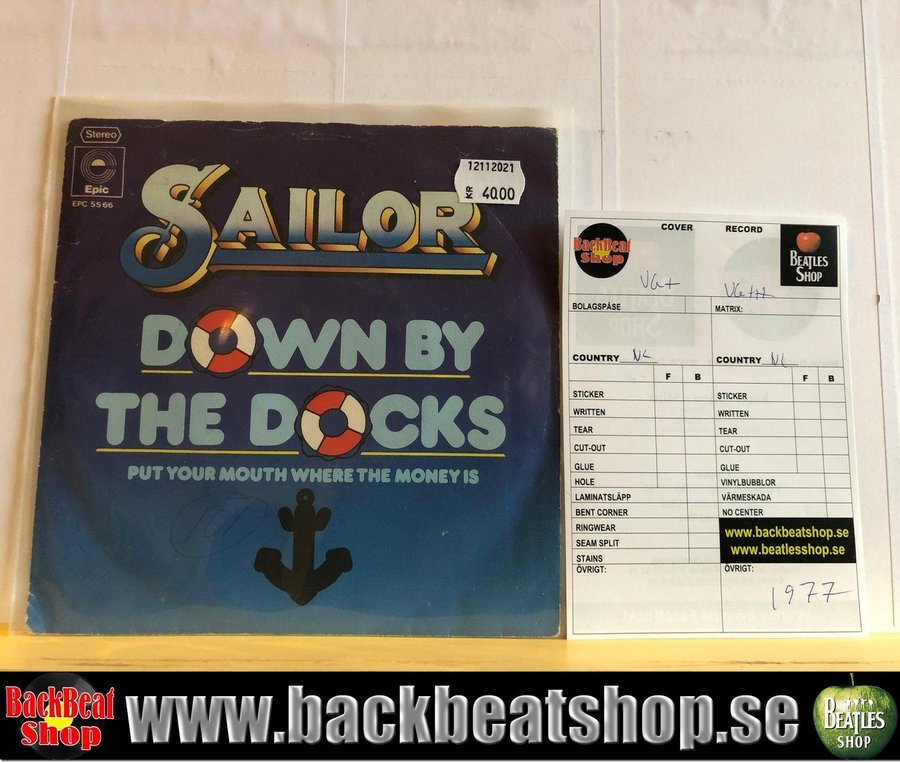 Stereo
Epic
EPC 5566
SAILOR
12112021
KR 40.00
DOWN BY
THE DOCKS
PUT YOUR MOUTH WHERE THE MONEY IS
COVER RECORD
BackBeat
Shop
BEATLES
SHOP
VG+
BOLAGSPÅSE MATRIX:
COUNTRY NL COUNTRY NL
F B F B
STICKER STICKER
WRITTEN WRITTEN
TEAR TEAR
CUT-OUT CUT-OUT
GLUE GLUE
HOLE VINYLBUBBLOR
LAMINATSLÄPP VÄRMESKADA
BENT CORNER NO CENTER
RINGWEAR
SEAM SPLIT
STAINS
www.backbeatshop.se
www.beatlesshop.se
ÖVRIGT: ÖVRIGT:
1977
BackBeat
Shop
www.backbeatshop.se
BEATLES
SHOP